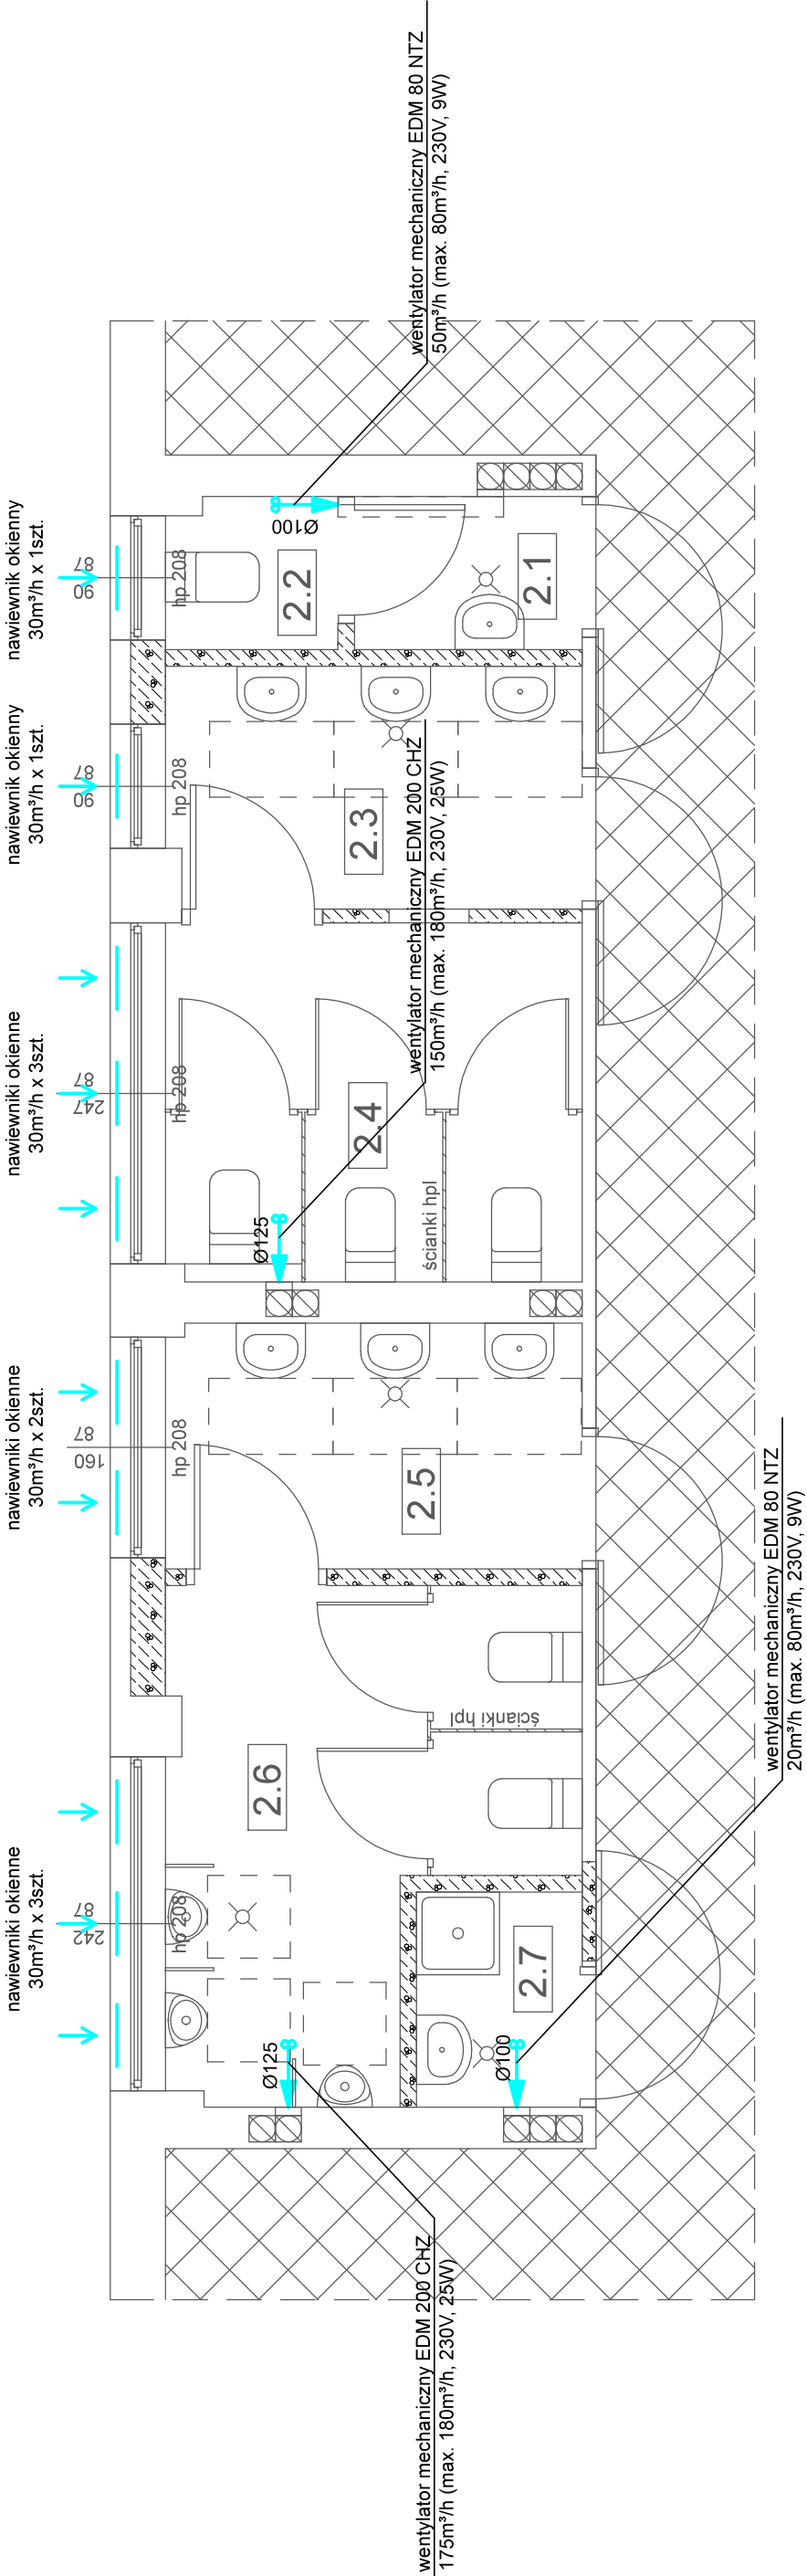 wentylator mechaniczny EDM 80 NTZ
50m³/h (max. 80m³/h, 230V, 9W)
nawiewnik okienny
30m³/h x 1szt.
90
87
hp 208
Ø100
2.2
2.1
nawiewnik okienny
30m³/h x 1szt.
90
87
hp 208
2.3
wentylator mechaniczny EDM 200 CHZ
150m³/h (max. 180m³/h, 230V, 25W)
nawiewniki okienne
30m³/h x 3szt.
247
87
hp 208
2.4
ścianki hpl
Ø125
nawiewniki okienne
30m³/h x 2szt.
160
87
hp 208
2.5
ścianki hpl
2.6
nawiewniki okienne
30m³/h x 3szt.
242
87
hp 208
2.7
Ø125
Ø100
wentylator mechaniczny EDM 80 NTZ
20m³/h (max. 80m³/h, 230V, 9W)
wentylator mechaniczny EDM 200 CHZ
175m³/h (max. 180m³/h, 230V, 25W)